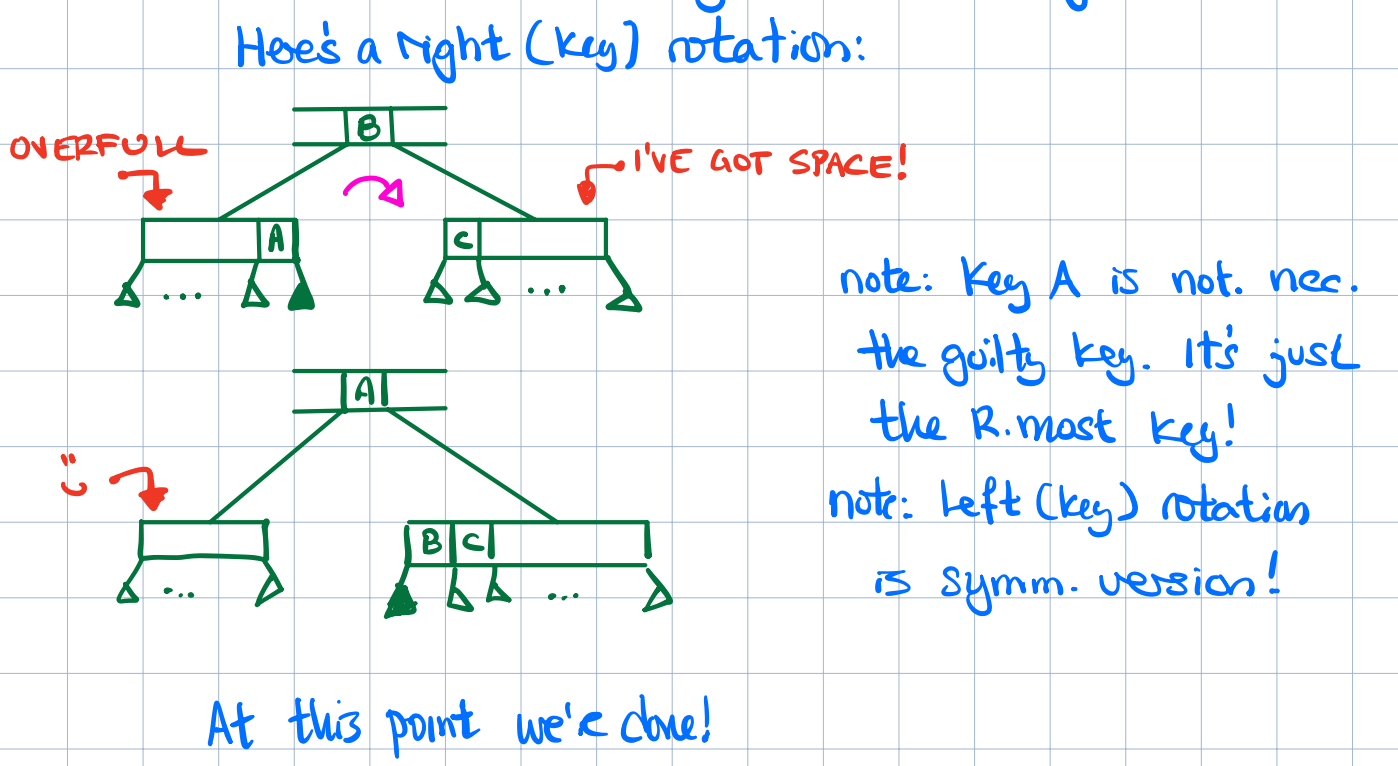 Here's a right (key) rotation:
B
OVERFULL
I'VE GOT SPACE!
A
C
...
...
note: Key A is not. nec.
the guilty key. It's just
the R.most key!
A
:)
note: Left (key) rotation
B C
is symm. version!
...
...
At this point we're done!